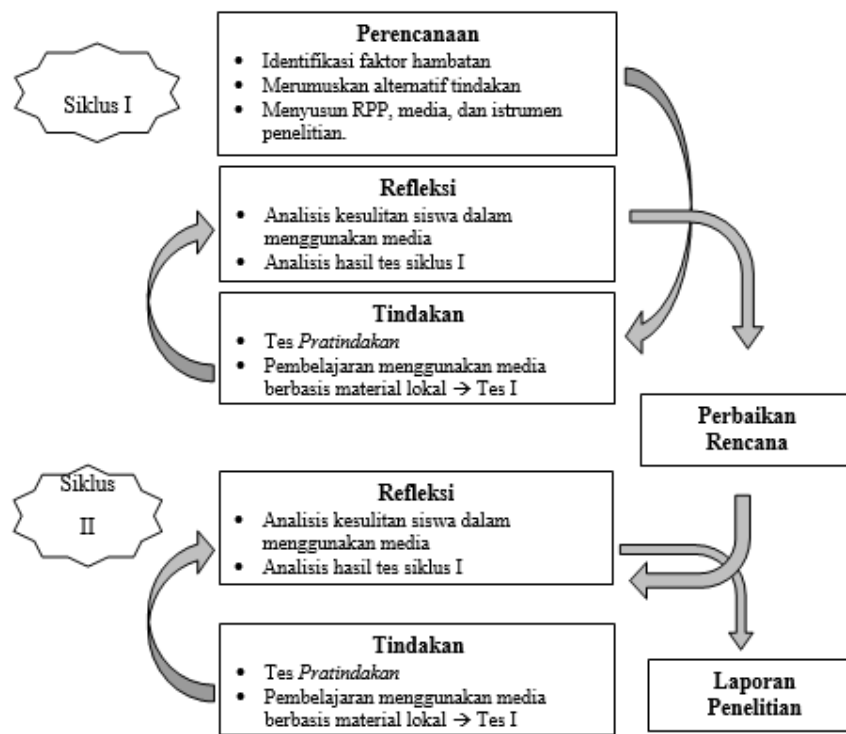 Siklus I
Perencanaan
• Identifikasi faktor hambatan
• Merumuskan alternatif tindakan
• Menyusun RPP, media, dan istrumen
penelitian.
Refleksi
• Analisis kesulitan siswa dalam
menggunakan media
• Analisis hasil tes siklus I
Tindakan
• Tes Pratindakan
• Pembelajaran menggunakan media
berbasis material lokal → Tes I
Perbaikan
Rencana
Siklus
II
Refleksi
• Analisis kesulitan siswa dalam
menggunakan media
• Analisis hasil tes siklus I
Tindakan
• Tes Pratindakan
• Pembelajaran menggunakan media
berbasis material lokal → Tes I
Laporan
Penelitian